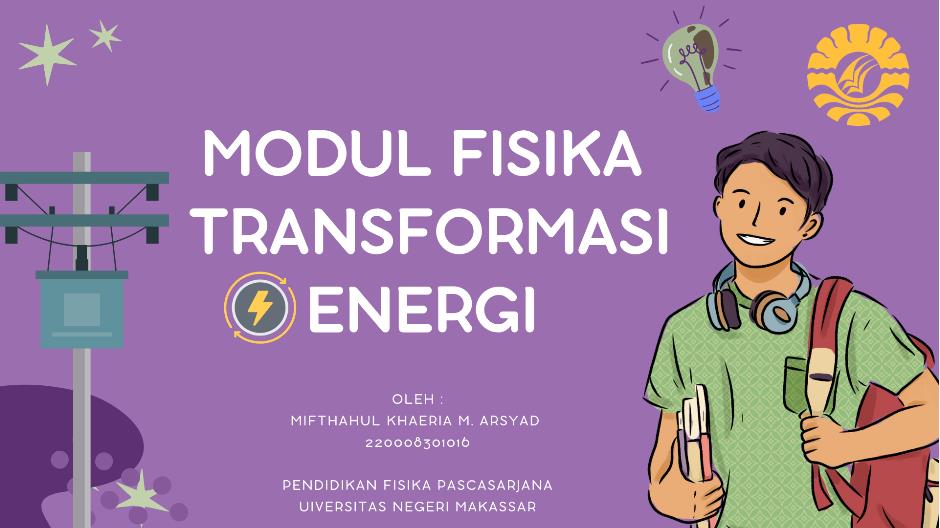 MODUL FISIKA
TRANSFORMASI
ENERGI
OLEH :
MIFTHAHUL KHAERIA M. ARSYAD
220008301016
PENDIDIKAN FISIKA PASCASARJANA
UIVERSITAS NEGERI MAKASSAR